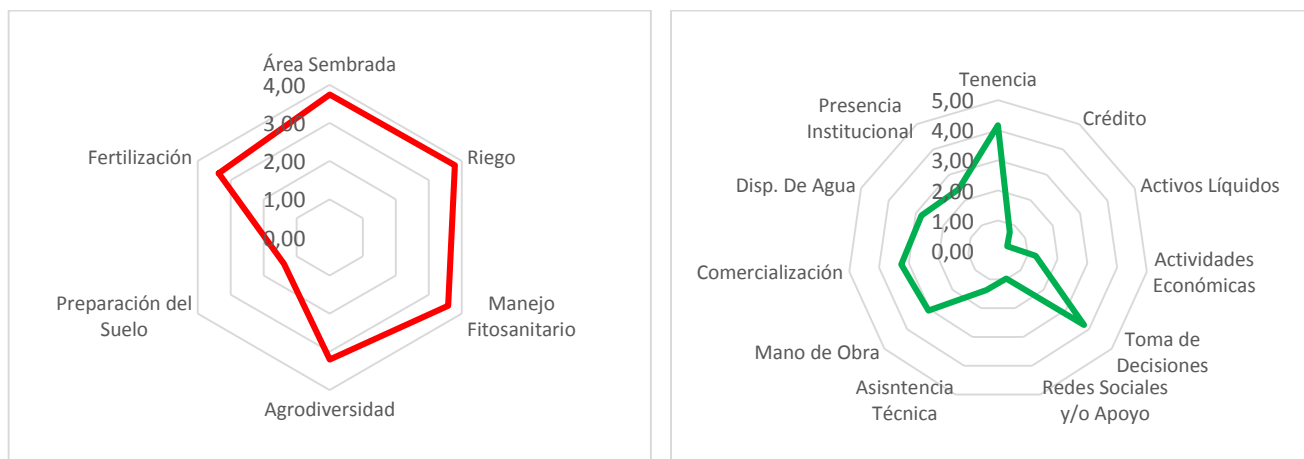 Área Sembrada
4,00
3,00
2,00
1,00
0,00
Riego
Manejo
Fitosanitario
Agrodiversidad
Preparación del
Suelo
Fertilización
Tenencia
5,00
4,00
3,00
2,00
1,00
0,00
Crédito
Activos Líquidos
Actividades
Económicas
Toma de
Decisiones
Redes Sociales
y/o Apoyo
Asisntencia
Técnica
Mano de Obra
Comercialización
Disp. De Agua
Presencia
Institucional